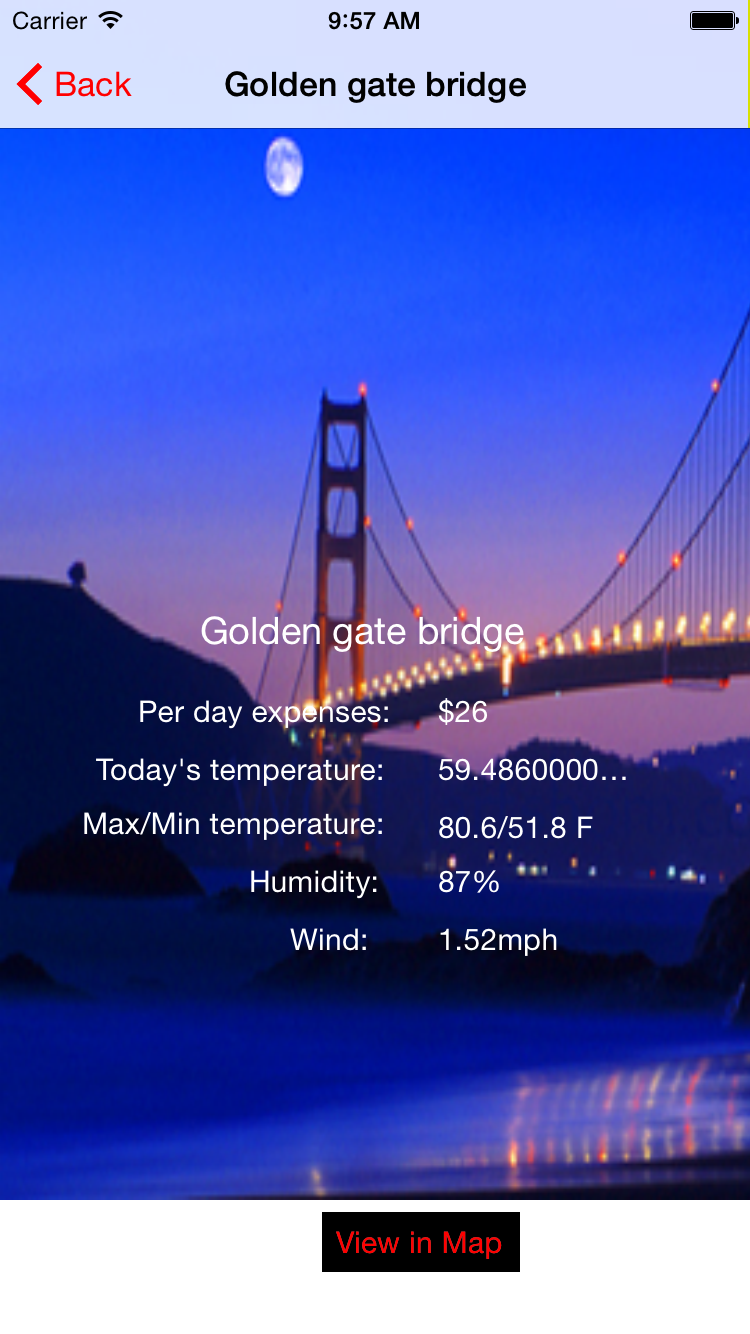 Carrier 9:57 AM
Back Golden gate bridge
Golden gate bridge
Per day expenses: $26
Today's temperature: 59.4860000...
Max/Min temperature: 80.6/51.8 F
Humidity: 87%
Wind: 1.52mph
View in Map